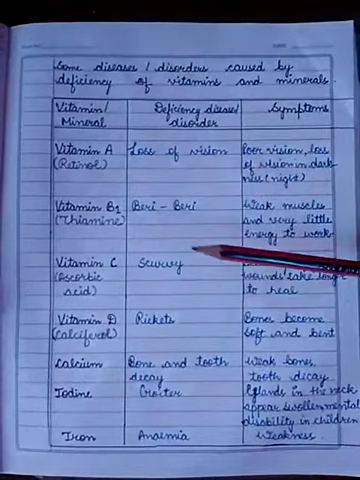 Some diseases / disorders caused by
deficiency of vitamins and minerals.
Vitamin/ Deficiency diseases/ Symptoms
Mineral disorder
Vitamin A Loss of vision Poor vision, loss
(Retinol) of vision in dark-
ness (night)
Vitamin B1 Beri - Beri Weak muscles
(Thiamine) and very little
energy to work
Vitamin C Scurvy
(Ascorbic wounds take long
acid) to heal
Vitamin D Rickets Bones become
(Calciferol) soft and bent
Calcium Bone and tooth Weak bones,
decay tooth decay
Iodine Goiter Glands in the neck
appear swollen mental
disability in children
Iron Anaemia Weakness.